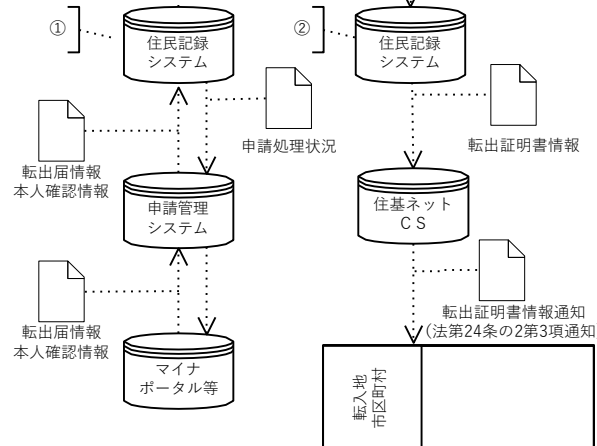 ①
住民記録
システム
②
住民記録
システム
申請処理状況
転出証明書情報
転出届情報
本人確認情報
申請管理
システム
住基ネット
ＣＳ
転出届情報
本人確認情報
転出証明書情報通知
(法第24条の2第3項通知
マイナ
ポータル等
転入地
市区町村